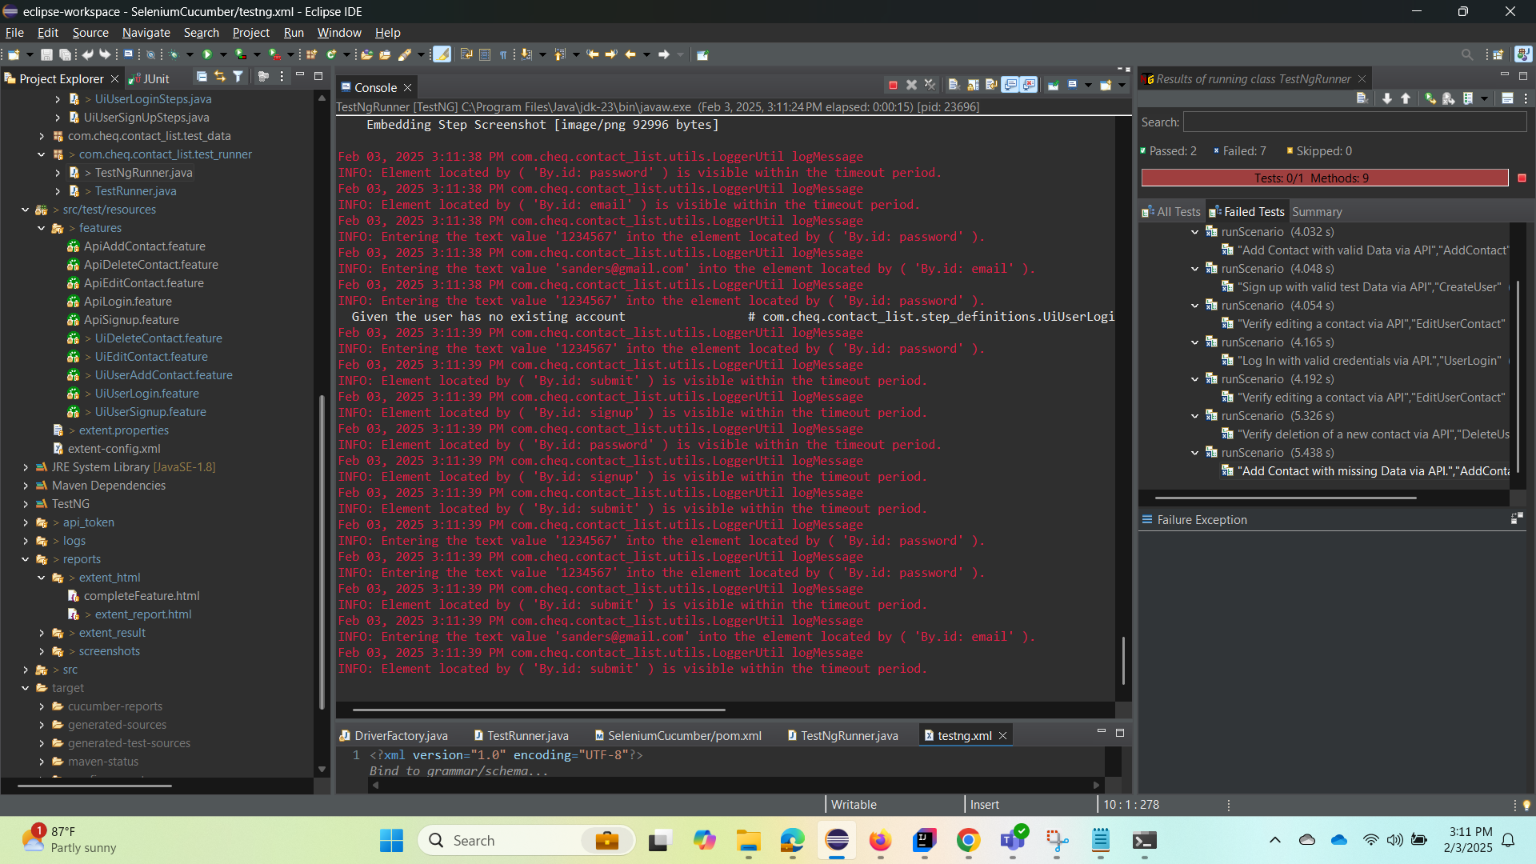 eclipse-workspace - SeleniumCucumber/testng.xml - Eclipse IDE
File Edit Source Navigate Search Project Run Window Help
Project Explorer
JUnit
> UiUserLoginSteps.java
UiUserSignUpSteps.java
com.cheq.contact_list.test_data
> com.cheq.contact_list.test_runner
> TestNgRunner.java
> TestRunner.java
> src/test/resources
> features
ApiAddContact.feature
ApiDeleteContact.feature
ApiEditContact.feature
ApiLogin.feature
ApiSignup.feature
> UiDeleteContact.feature
> UiEditContact.feature
> UiUserAddContact.feature
> UiUserLogin.feature
> UiUserSignup.feature
> extent.properties
extent-config.xml
JRE System Library [JavaSE-1.8]
Maven Dependencies
TestNG
> api_token
> logs
> reports
> extent_html
completeFeature.html
> extent_report.html
> extent_result
> screenshots
> src
target
cucumber-reports
generated-sources
generated-test-sources
maven-status
Console
TestNgRunner [TestNG] C:\Program Files\Java\jdk-23\bin\javaw.exe (Feb 3, 2025, 3:11:24 PM elapsed: 0:00:15) [pid: 23696]
Embedding Step Screenshot [image/png 92996 bytes]
Feb 03, 2025 3:11:38 PM com.cheq.contact_list.utils.LoggerUtil logMessage
INFO: Element located by ( 'By.id: password' ) is visible within the timeout period.
Feb 03, 2025 3:11:38 PM com.cheq.contact_list.utils.LoggerUtil logMessage
INFO: Element located by ( 'By.id: email' ) is visible within the timeout period.
Feb 03, 2025 3:11:38 PM com.cheq.contact_list.utils.LoggerUtil logMessage
INFO: Entering the text value '1234567' into the element located by ( 'By.id: password' ).
Feb 03, 2025 3:11:38 PM com.cheq.contact_list.utils.LoggerUtil logMessage
INFO: Entering the text value 'sanders@gmail.com' into the element located by ( 'By.id: email' ).
Feb 03, 2025 3:11:38 PM com.cheq.contact_list.utils.LoggerUtil logMessage
INFO: Entering the text value '1234567' into the element located by ( 'By.id: password' ).
Given the user has no existing account # com.cheq.contact_list.step_definitions.UiUserLogi
Feb 03, 2025 3:11:39 PM com.cheq.contact_list.utils.LoggerUtil logMessage
INFO: Entering the text value '1234567' into the element located by ( 'By.id: password' ).
Feb 03, 2025 3:11:39 PM com.cheq.contact_list.utils.LoggerUtil logMessage
INFO: Element located by ( 'By.id: submit' ) is visible within the timeout period.
Feb 03, 2025 3:11:39 PM com.cheq.contact_list.utils.LoggerUtil logMessage
INFO: Element located by ( 'By.id: signup' ) is visible within the timeout period.
Feb 03, 2025 3:11:39 PM com.cheq.contact_list.utils.LoggerUtil logMessage
INFO: Element located by ( 'By.id: password' ) is visible within the timeout period.
Feb 03, 2025 3:11:39 PM com.cheq.contact_list.utils.LoggerUtil logMessage
INFO: Element located by ( 'By.id: signup' ) is visible within the timeout period.
Feb 03, 2025 3:11:39 PM com.cheq.contact_list.utils.LoggerUtil logMessage
INFO: Element located by ( 'By.id: submit' ) is visible within the timeout period.
Feb 03, 2025 3:11:39 PM com.cheq.contact_list.utils.LoggerUtil logMessage
INFO: Entering the text value '1234567' into the element located by ( 'By.id: password' ).
Feb 03, 2025 3:11:39 PM com.cheq.contact_list.utils.LoggerUtil logMessage
INFO: Entering the text value '1234567' into the element located by ( 'By.id: password' ).
Feb 03, 2025 3:11:39 PM com.cheq.contact_list.utils.LoggerUtil logMessage
INFO: Element located by ( 'By.id: submit' ) is visible within the timeout period.
Feb 03, 2025 3:11:39 PM com.cheq.contact_list.utils.LoggerUtil logMessage
INFO: Entering the text value 'sanders@gmail.com' into the element located by ( 'By.id: email' ).
Feb 03, 2025 3:11:39 PM com.cheq.contact_list.utils.LoggerUtil logMessage
INFO: Element located by ( 'By.id: submit' ) is visible within the timeout period.
DriverFactory.java TestRunner.java SeleniumCucumber/pom.xml TestNgRunner.java testng.xml
1 <?xml version="1.0" encoding="UTF-8"?>
Bind to grammar/schema...
Results of running class TestNgRunner
Search:
Passed: 2 Failed: 7 Skipped: 0
Tests: 0/1 Methods: 9
All Tests Failed Tests Summary
runScenario (4.032 s)
"Add Contact with valid Data via API","AddContact"
runScenario (4.048 s)
"Sign up with valid test Data via API","CreateUser"
runScenario (4.054 s)
"Verify editing a contact via API","EditUserContact"
runScenario (4.165 s)
"Log In with valid credentials via API.","UserLogin"
runScenario (4.192 s)
"Verify editing a contact via API","EditUserContact"
runScenario (5.326 s)
"Verify deletion of a new contact via API","DeleteUs
runScenario (5.438 s)
"Add Contact with missing Data via API.","AddConta
Failure Exception
Writable Insert 10 : 1 : 278
1
87°F
Partly sunny
Search
3:11 PM
2/3/2025